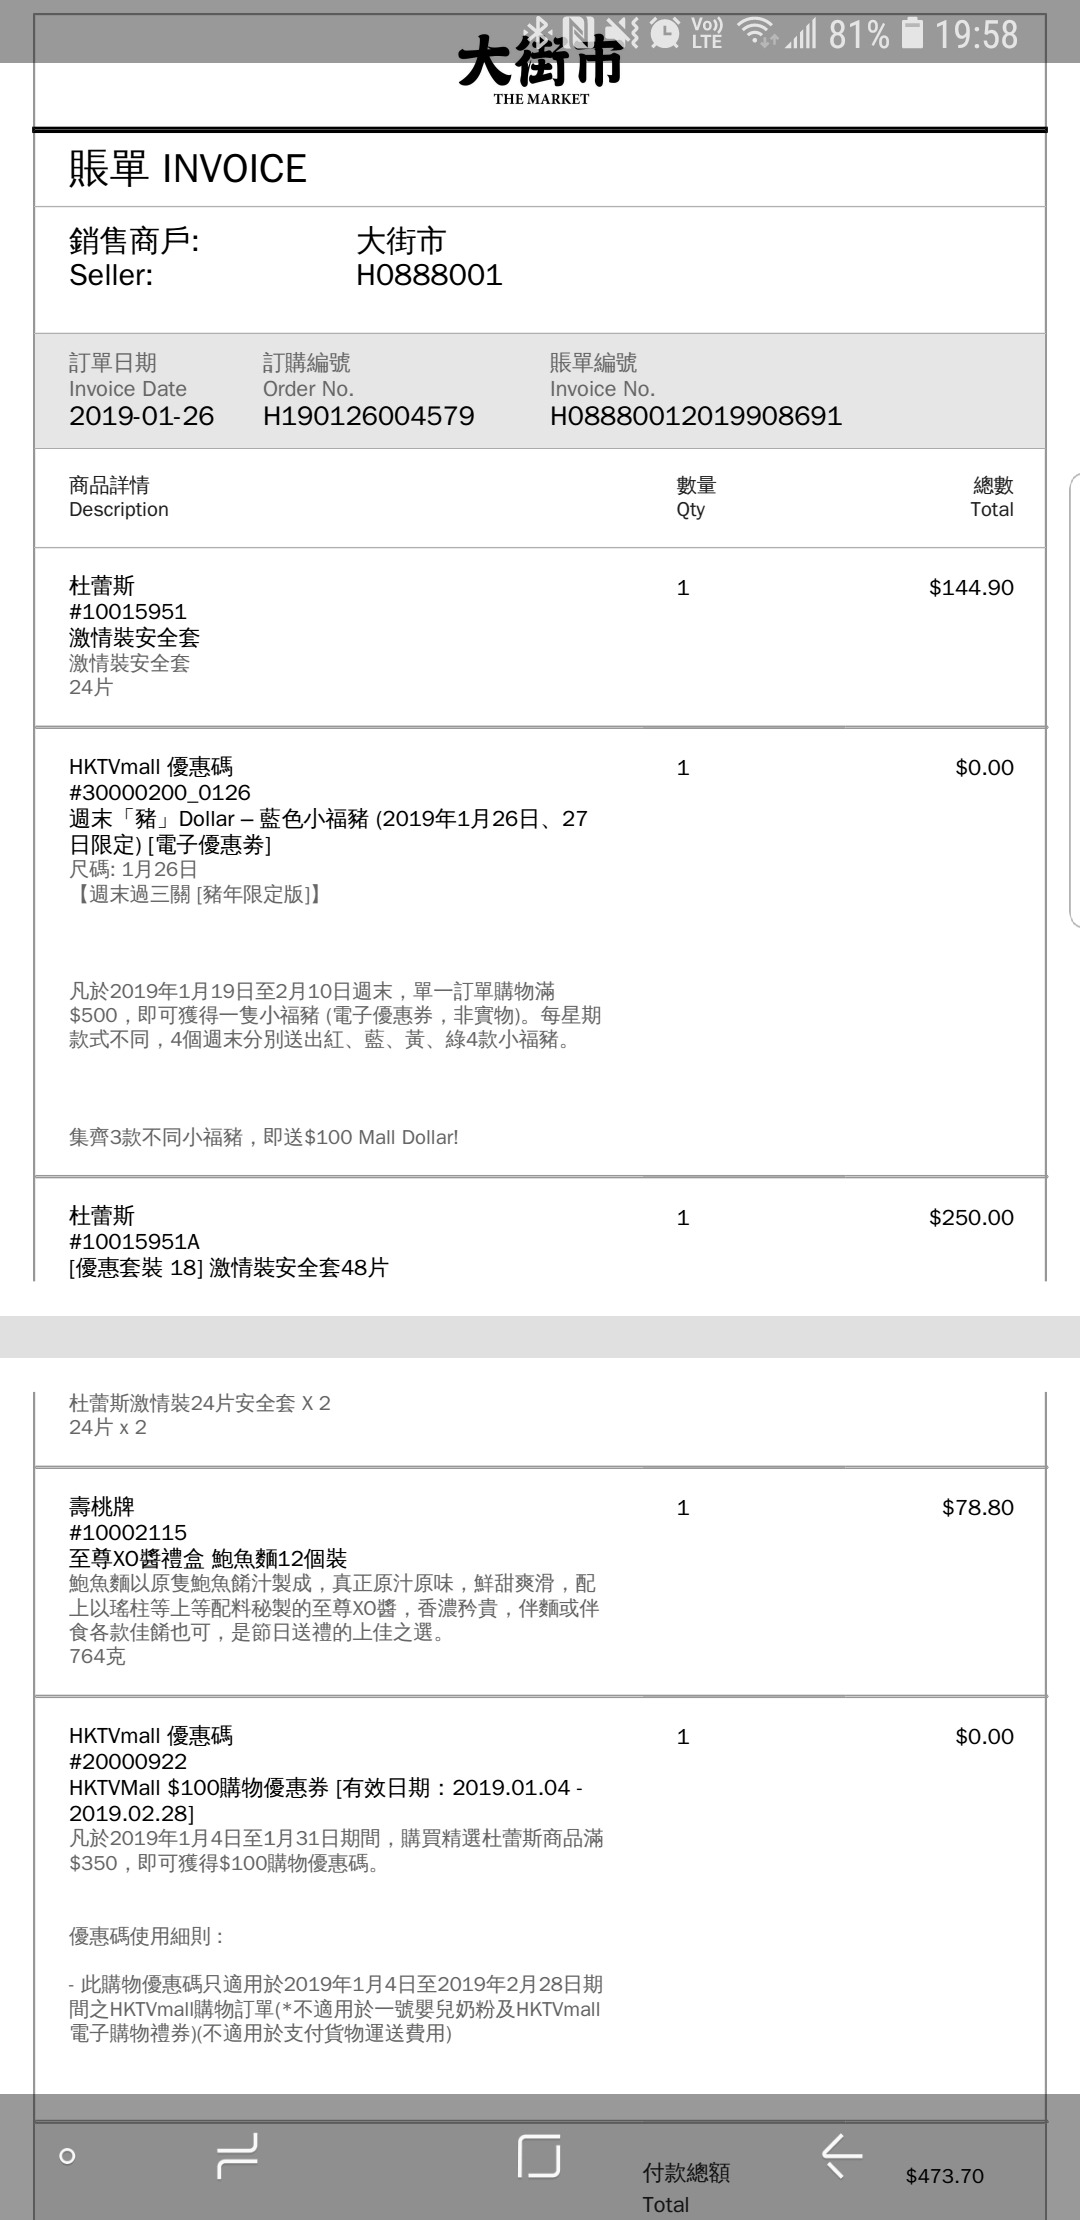 81% 19:58
Vo)) LTE
大街市
THE MARKET
賬單 INVOICE
銷售商戶: 大街市
Seller: H0888001
訂單日期 訂購編號 賬單編號
Invoice Date Order No. Invoice No.
2019-01-26 H190126004579 H08880012019908691
商品詳情 數量 總數
Description Qty Total
杜蕾斯 1 $144.90
#10015951
激情裝安全套
激情裝安全套
24片
HKTVmall 優惠碼 1 $0.00
#30000200_0126
週末「豬」Dollar – 藍色小福豬 (2019年1月26日、27
日限定) [電子優惠劵]
尺碼: 1月26日
【週末過三關 [豬年限定版]】
凡於2019年1月19日至2月10日週末，單一訂單購物滿
$500，即可獲得一隻小福豬 (電子優惠券，非實物)。每星期
款式不同，4個週末分別送出紅、藍、黃、綠4款小福豬。
集齊3款不同小福豬，即送$100 Mall Dollar!
杜蕾斯 1 $250.00
#10015951A
[優惠套裝 18] 激情裝安全套48片
杜蕾斯激情裝24片安全套 X 2
24片 x 2
壽桃牌 1 $78.80
#10002115
至尊XO醬禮盒 鮑魚麵12個裝
鮑魚麵以原隻鮑魚餚汁製成，真正原汁原味，鮮甜爽滑，配
上以瑤柱等上等配料秘製的至尊XO醬，香濃矜貴，伴麵或伴
食各款佳餚也可，是節日送禮的上佳之選。
764克
HKTVmall 優惠碼 1 $0.00
#20000922
HKTVMall $100購物優惠券 [有效日期：2019.01.04 -
2019.02.28]
凡於2019年1月4日至1月31日期間，購買精選杜蕾斯商品滿
$350，即可獲得$100購物優惠碼。
優惠碼使用細則 :
- 此購物優惠碼只適用於2019年1月4日至2019年2月28日期
間之HKTVmall購物訂單(*不適用於一號嬰兒奶粉及HKTVmall
電子購物禮券)(不適用於支付貨物運送費用)
付款總額 $473.70
Total